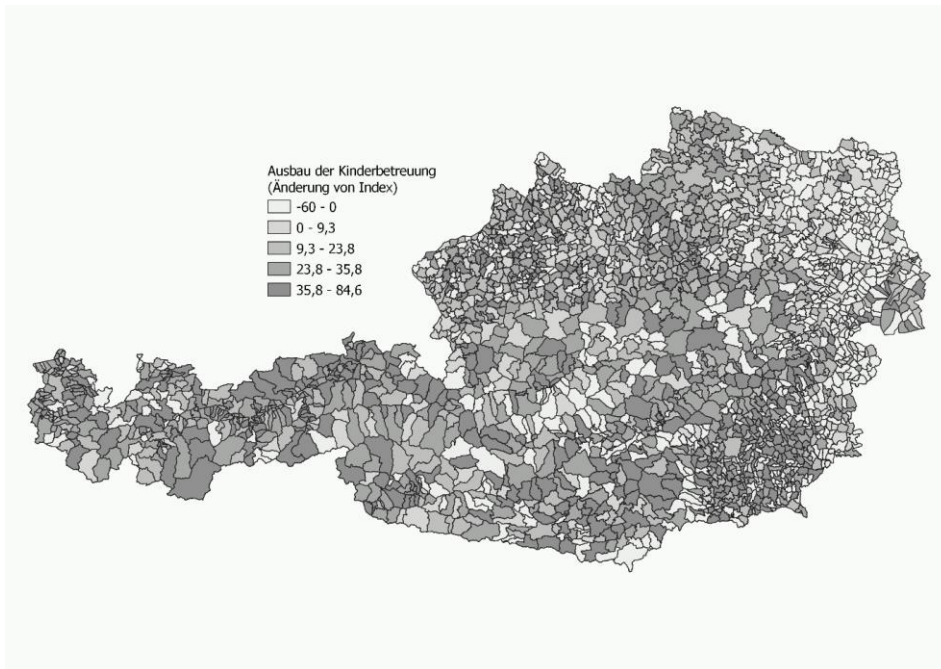 Ausbau der Kinderbetreuung
(Änderung von Index)
-60 - 0
0 - 9,3
9,3 - 23,8
23,8 - 35,8
35,8 - 84,6